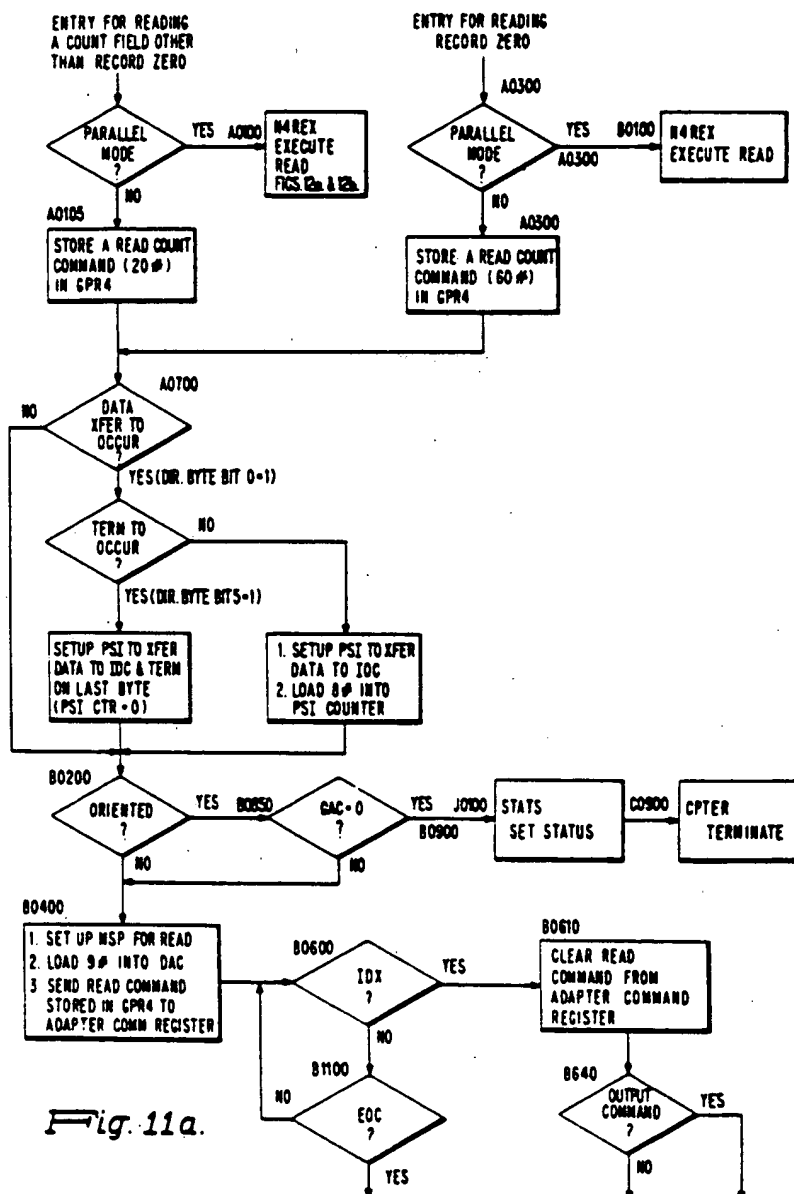 ENTRY FOR READING
A COUNT FIELD OTHER
THAN RECORD ZERO
ENTRY FOR READING
RECORD ZERO
A0300
PARALLEL
MODE
?
YES
A0100
N4REX
EXECUTE
READ
FIGS. 12a & 12b
NO
PARALLEL
MODE
?
YES
A0300
B0100
N4REX
EXECUTE READ
NO
A0105
STORE A READ COUNT
COMMAND (20#)
IN GPR4
A0300
STORE A READ COUNT
COMMAND (60#)
IN GPR4
A0700
NO
DATA
XFER TO
OCCUR
?
YES (DIR. BYTE BIT 0=1)
TERM TO
OCCUR
?
NO
YES (DIR. BYTE BIT5=1)
SETUP PSI TO XFER
DATA TO IOC & TERM
ON LAST BYTE
(PSI CTR = 0)
1. SETUP PSI TO XFER
DATA TO IOC
2. LOAD 8# INTO
PSI COUNTER
B0200
ORIENTED
?
YES
B0850
NO
GAC=0
?
YES
B0900
J0100
NO
STATS
SET STATUS
C0900
CPTER
TERMINATE
B0400
1. SET UP MSP FOR READ
2. LOAD 9# INTO DAC
3 SEND READ COMMAND
STORED IN GPR4 TO
ADAPTER COMM REGISTER
B0600
IDX
?
YES
NO
B0610
CLEAR READ
COMMAND FROM
ADAPTER COMMAND
REGISTER
B1100
NO
EOC
?
YES
B640
OUTPUT
COMMAND
?
YES
NO
Fig. 11a.